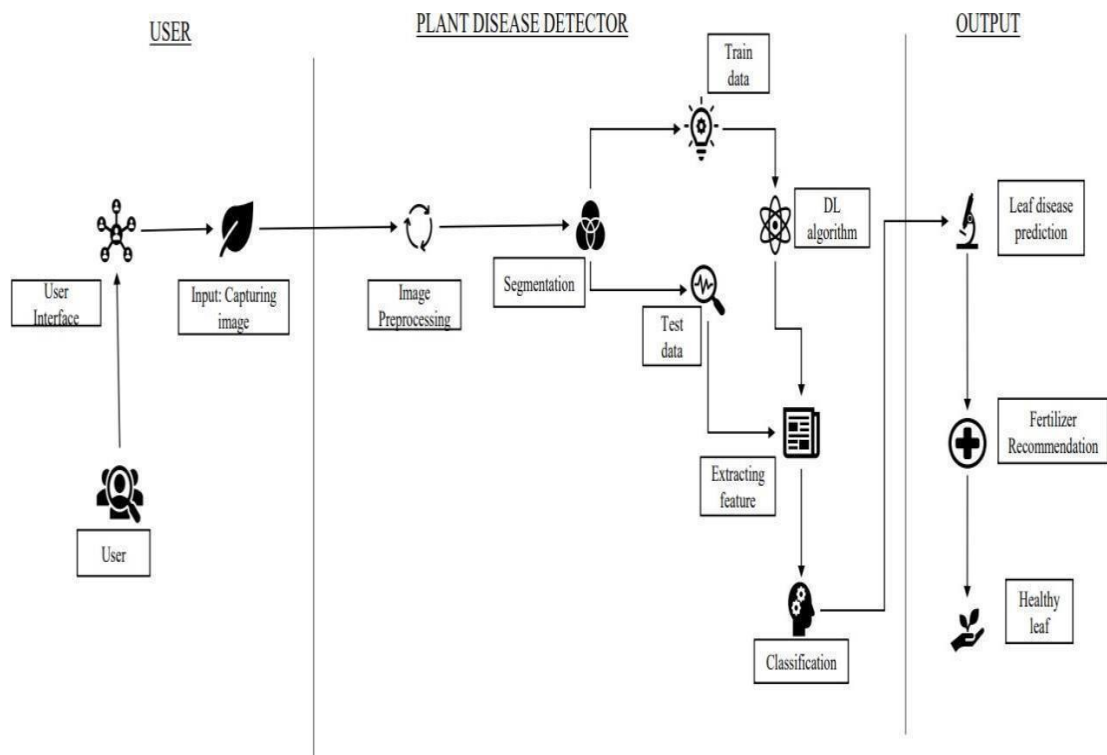 USER
PLANT DISEASE DETECTOR
OUTPUT
Train
data
DL
algorithm
Leaf disease
prediction
User
Interface
Input: Capturing
image
Image
Preprocessing
Segmentation
Test
data
Extracting
feature
Fertilizer
Recommendation
User
Classification
Healthy
leaf